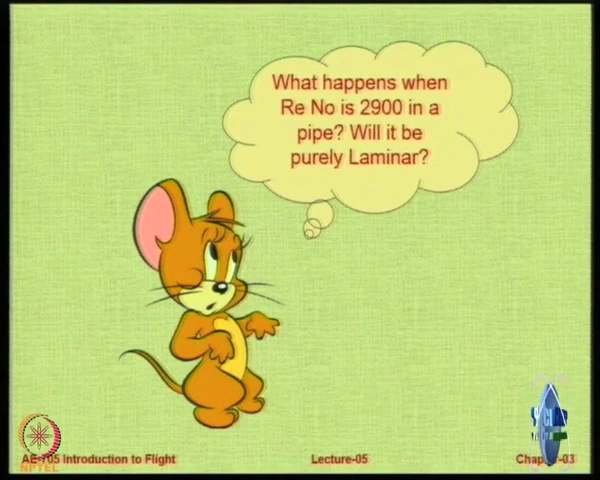 What happens when
Re No is 2900 in a
pipe? Will it be
purely Laminar?
NPTEL
AE-705 Introduction to Flight
Lecture-05